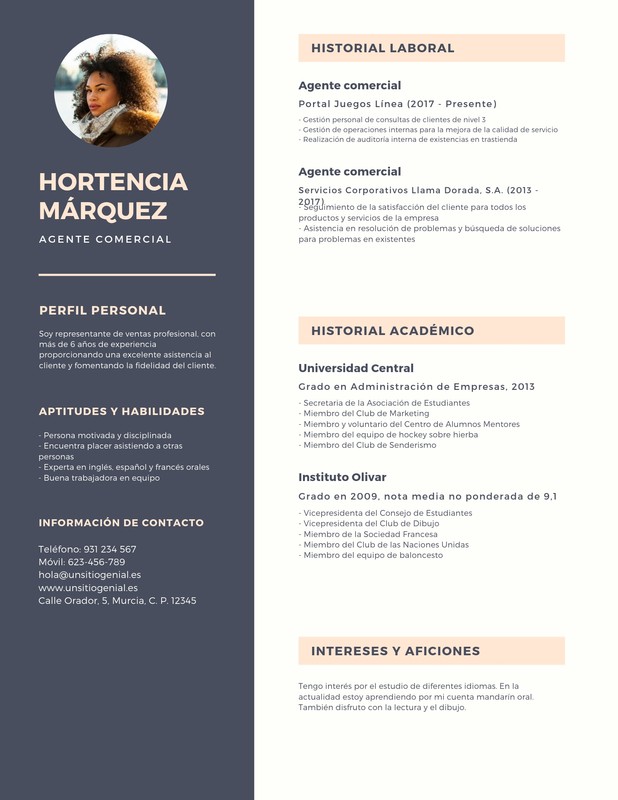 HORTENCIA
MÁRQUEZ
AGENTE COMERCIAL
PERFIL PERSONAL
Soy representante de ventas profesional, con
más de 6 años de experiencia
proporcionando una excelente asistencia al
cliente y fomentando la fidelidad del cliente.
APTITUDES Y HABILIDADES
- Persona motivada y disciplinada
- Encuentra placer asistiendo a otras
personas
- Experta en inglés, español y francés orales
- Buena trabajadora en equipo
INFORMACIÓN DE CONTACTO
Teléfono: 931 234 567
Móvil: 623-456-789
hola@unsitiogenial.es
www.unsitiogenial.es
Calle Orador, 5, Murcia, C. P. 12345
HISTORIAL LABORAL
Agente comercial
Portal Juegos Línea (2017 - Presente)
- Gestión personal de consultas de clientes de nivel 3
- Gestión de operaciones internas para la mejora de la calidad de servicio
- Realización de auditoría interna de existencias en trastienda
Agente comercial
Servicios Corporativos Llama Dorada, S.A. (2013 -
2017)
- Seguimiento de la satisfacción del cliente para todos los
productos y servicios de la empresa
- Asistencia en resolución de problemas y búsqueda de soluciones
para problemas en existentes
HISTORIAL ACADÉMICO
Universidad Central
Grado en Administración de Empresas, 2013
- Secretaria de la Asociación de Estudiantes
- Miembro del Club de Marketing
- Miembro y voluntario del Centro de Alumnos Mentores
- Miembro del equipo de hockey sobre hierba
- Miembro del Club de Senderismo
Instituto Olivar
Grado en 2009, nota media no ponderada de 9,1
- Vicepresidenta del Consejo de Estudiantes
- Vicepresidenta del Club de Dibujo
- Miembro de la Sociedad Francesa
- Miembro del Club de las Naciones Unidas
- Miembro del equipo de baloncesto
INTERESES Y AFICIONES
Tengo interés por el estudio de diferentes idiomas. En la
actualidad estoy aprendiendo por mi cuenta mandarín oral.
También disfruto con la lectura y el dibujo.